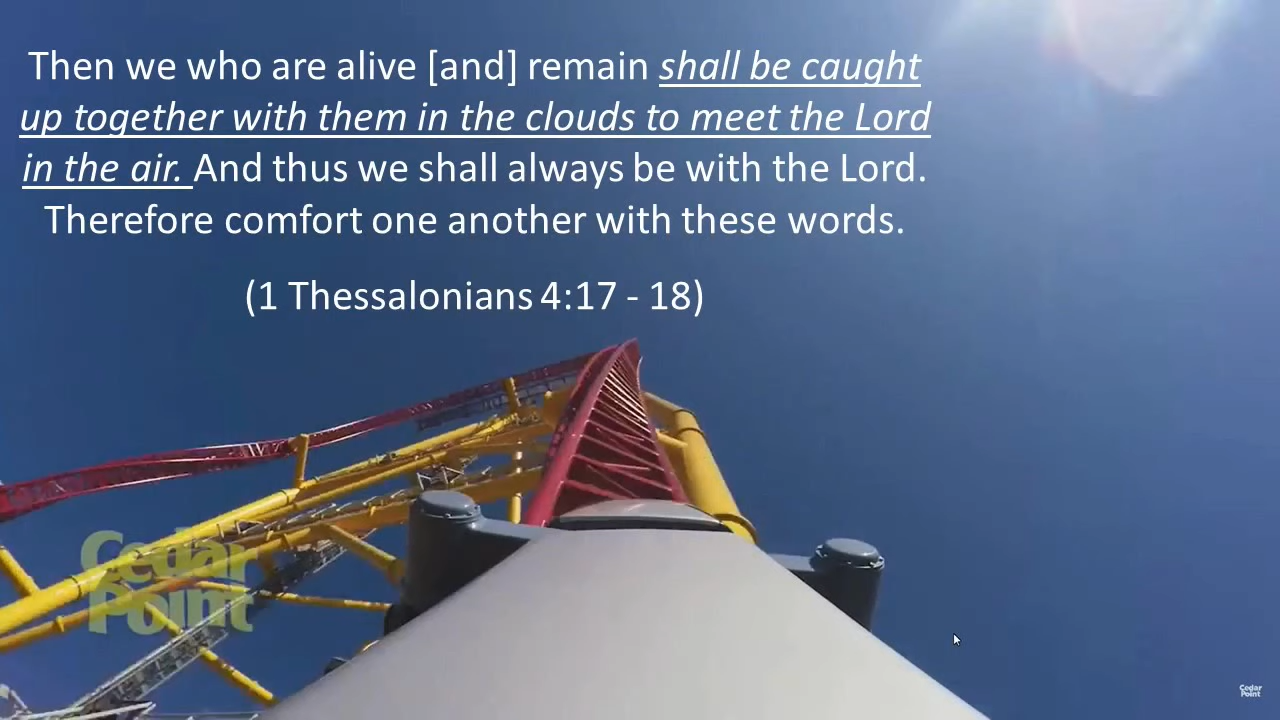 Then we who are alive [and] remain shall be caught
up together with them in the clouds to meet the Lord
in the air. And thus we shall always be with the Lord.
Therefore comfort one another with these words.
(1 Thessalonians 4:17 - 18)
Cedar
Point
Cedar
Point